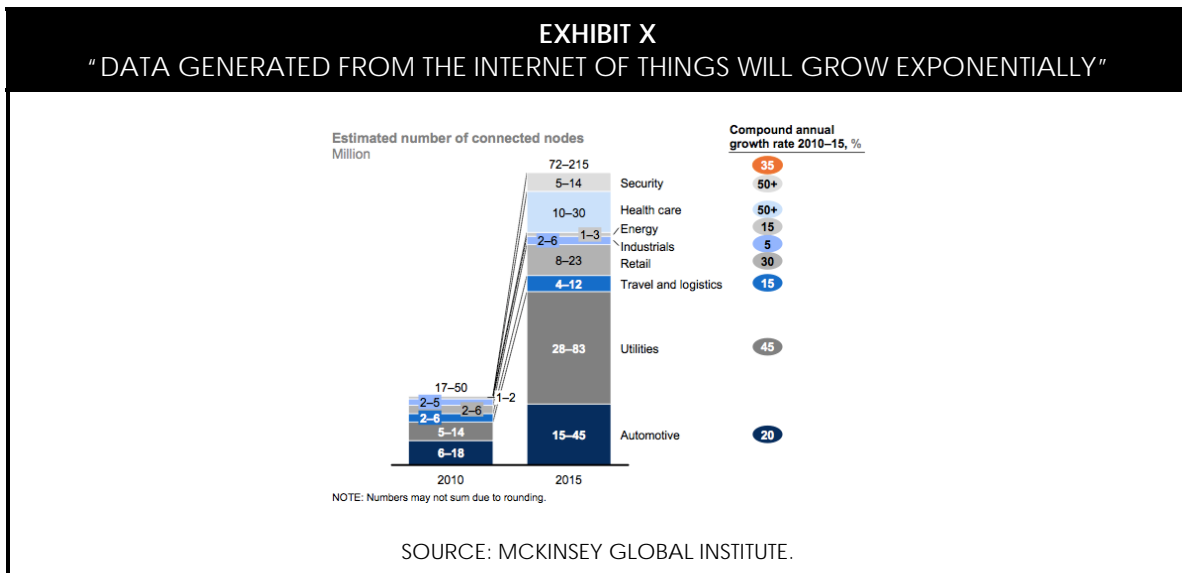 EXHIBIT X
“DATA GENERATED FROM THE INTERNET OF THINGS WILL GROW EXPONENTIALLY”
Estimated number of connected nodes
Million
Compound annual
growth rate 2010–15, %
72–215
35
5–14
Security
50+
10–30
Health care
50+
1–3
Energy
15
2–6
Industrials
5
8–23
Retail
30
4–12
Travel and logistics
15
28–83
Utilities
45
17–50
1–2
2–5
2–6
2–6
5–14
6–18
15–45
Automotive
20
2010
2015
NOTE: Numbers may not sum due to rounding.
SOURCE: MCKINSEY GLOBAL INSTITUTE.